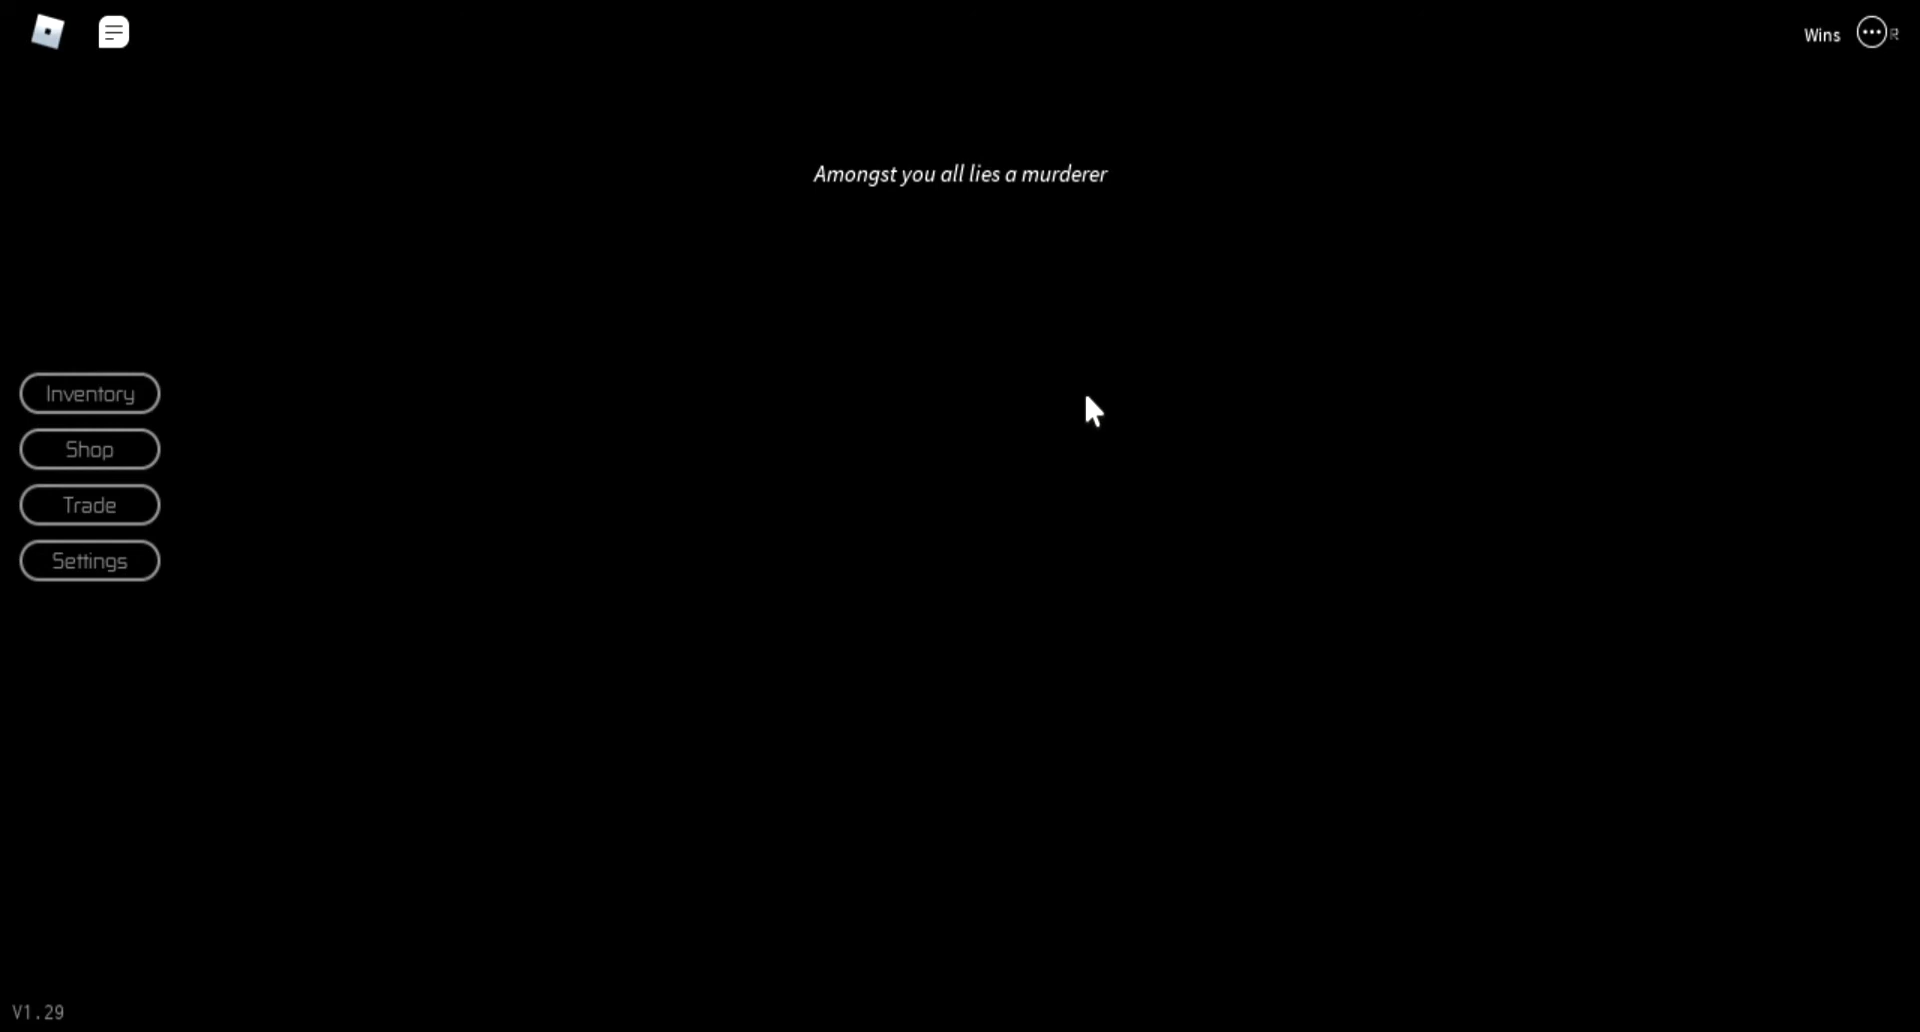 Wins
R
Amongst you all lies a murderer
Inventory
Shop
Trade
Settings
V1.29